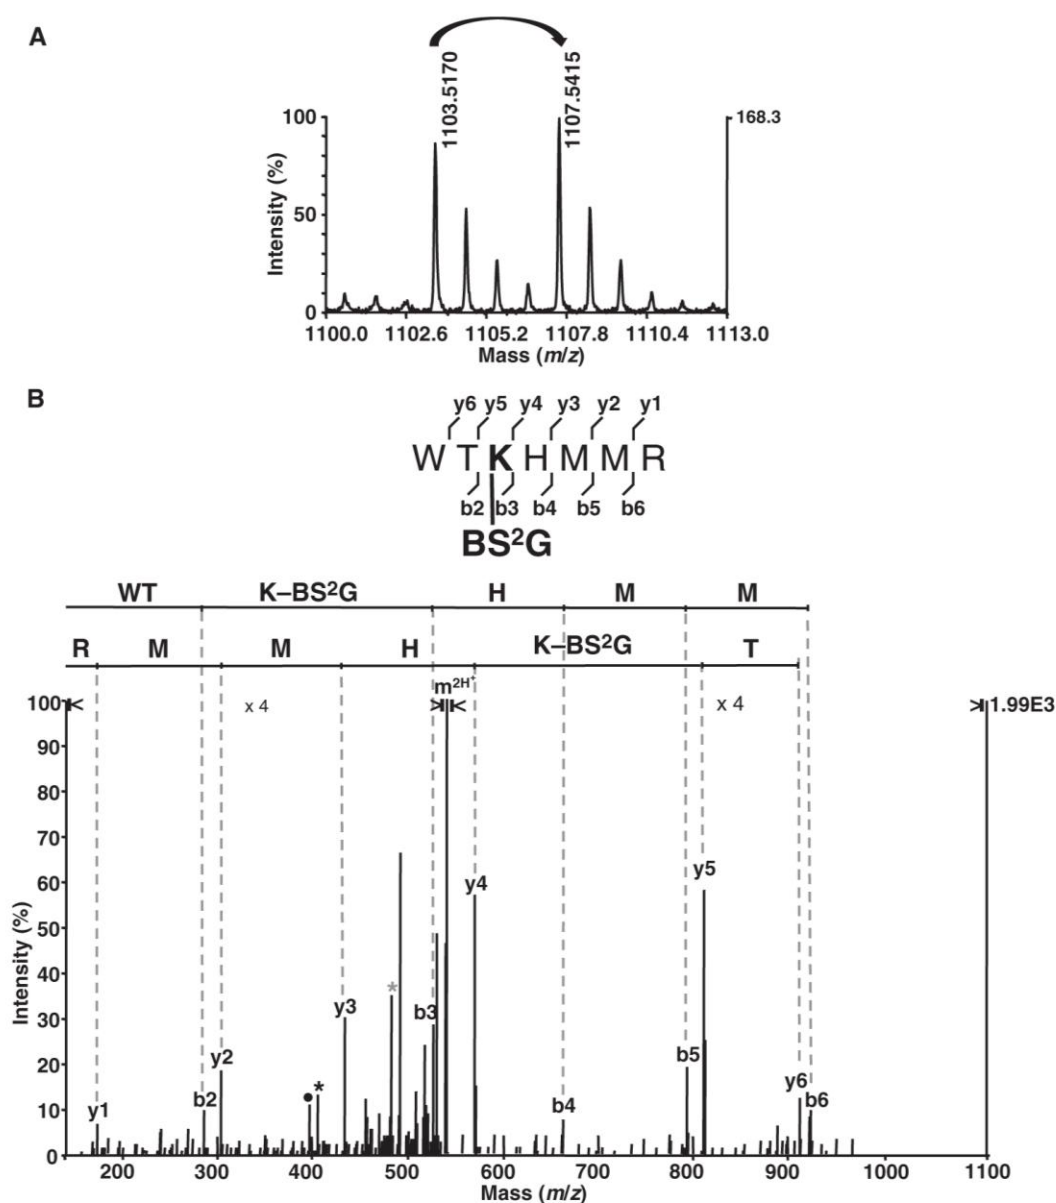 A
1103.5170
1107.5415
100
50
0
168.3
Intensity (%)
1100.0 1102.6 1105.2 1107.8 1110.4 1113.0
Mass (m/z)
B
y6 y5 y4 y3 y2 y1
W T K H M M R
b2 b3 b4 b5 b6
BS²G
WT K–BS²G H M M
R M M H K–BS²G T
m²ᴴ⁺
x 4 x 4
1.99E3
100
90
80
70
60
50
40
30
20
10
0
Intensity (%)
y1 b2 y2 • * y3 * b3 y4 b4 b5 y5 y6 b6
200 300 400 500 600 700 800 900 1000 1100
Mass (m/z)